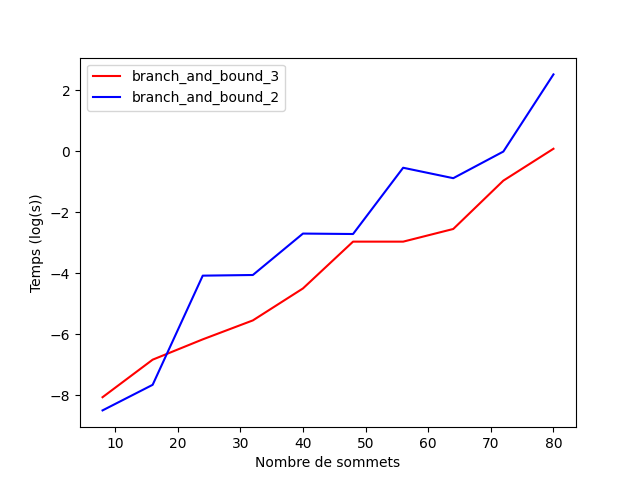 branch_and_bound_3
branch_and_bound_2
Temps (log(s))
2
0
−2
−4
−6
−8
10 20 30 40 50 60 70 80
Nombre de sommets